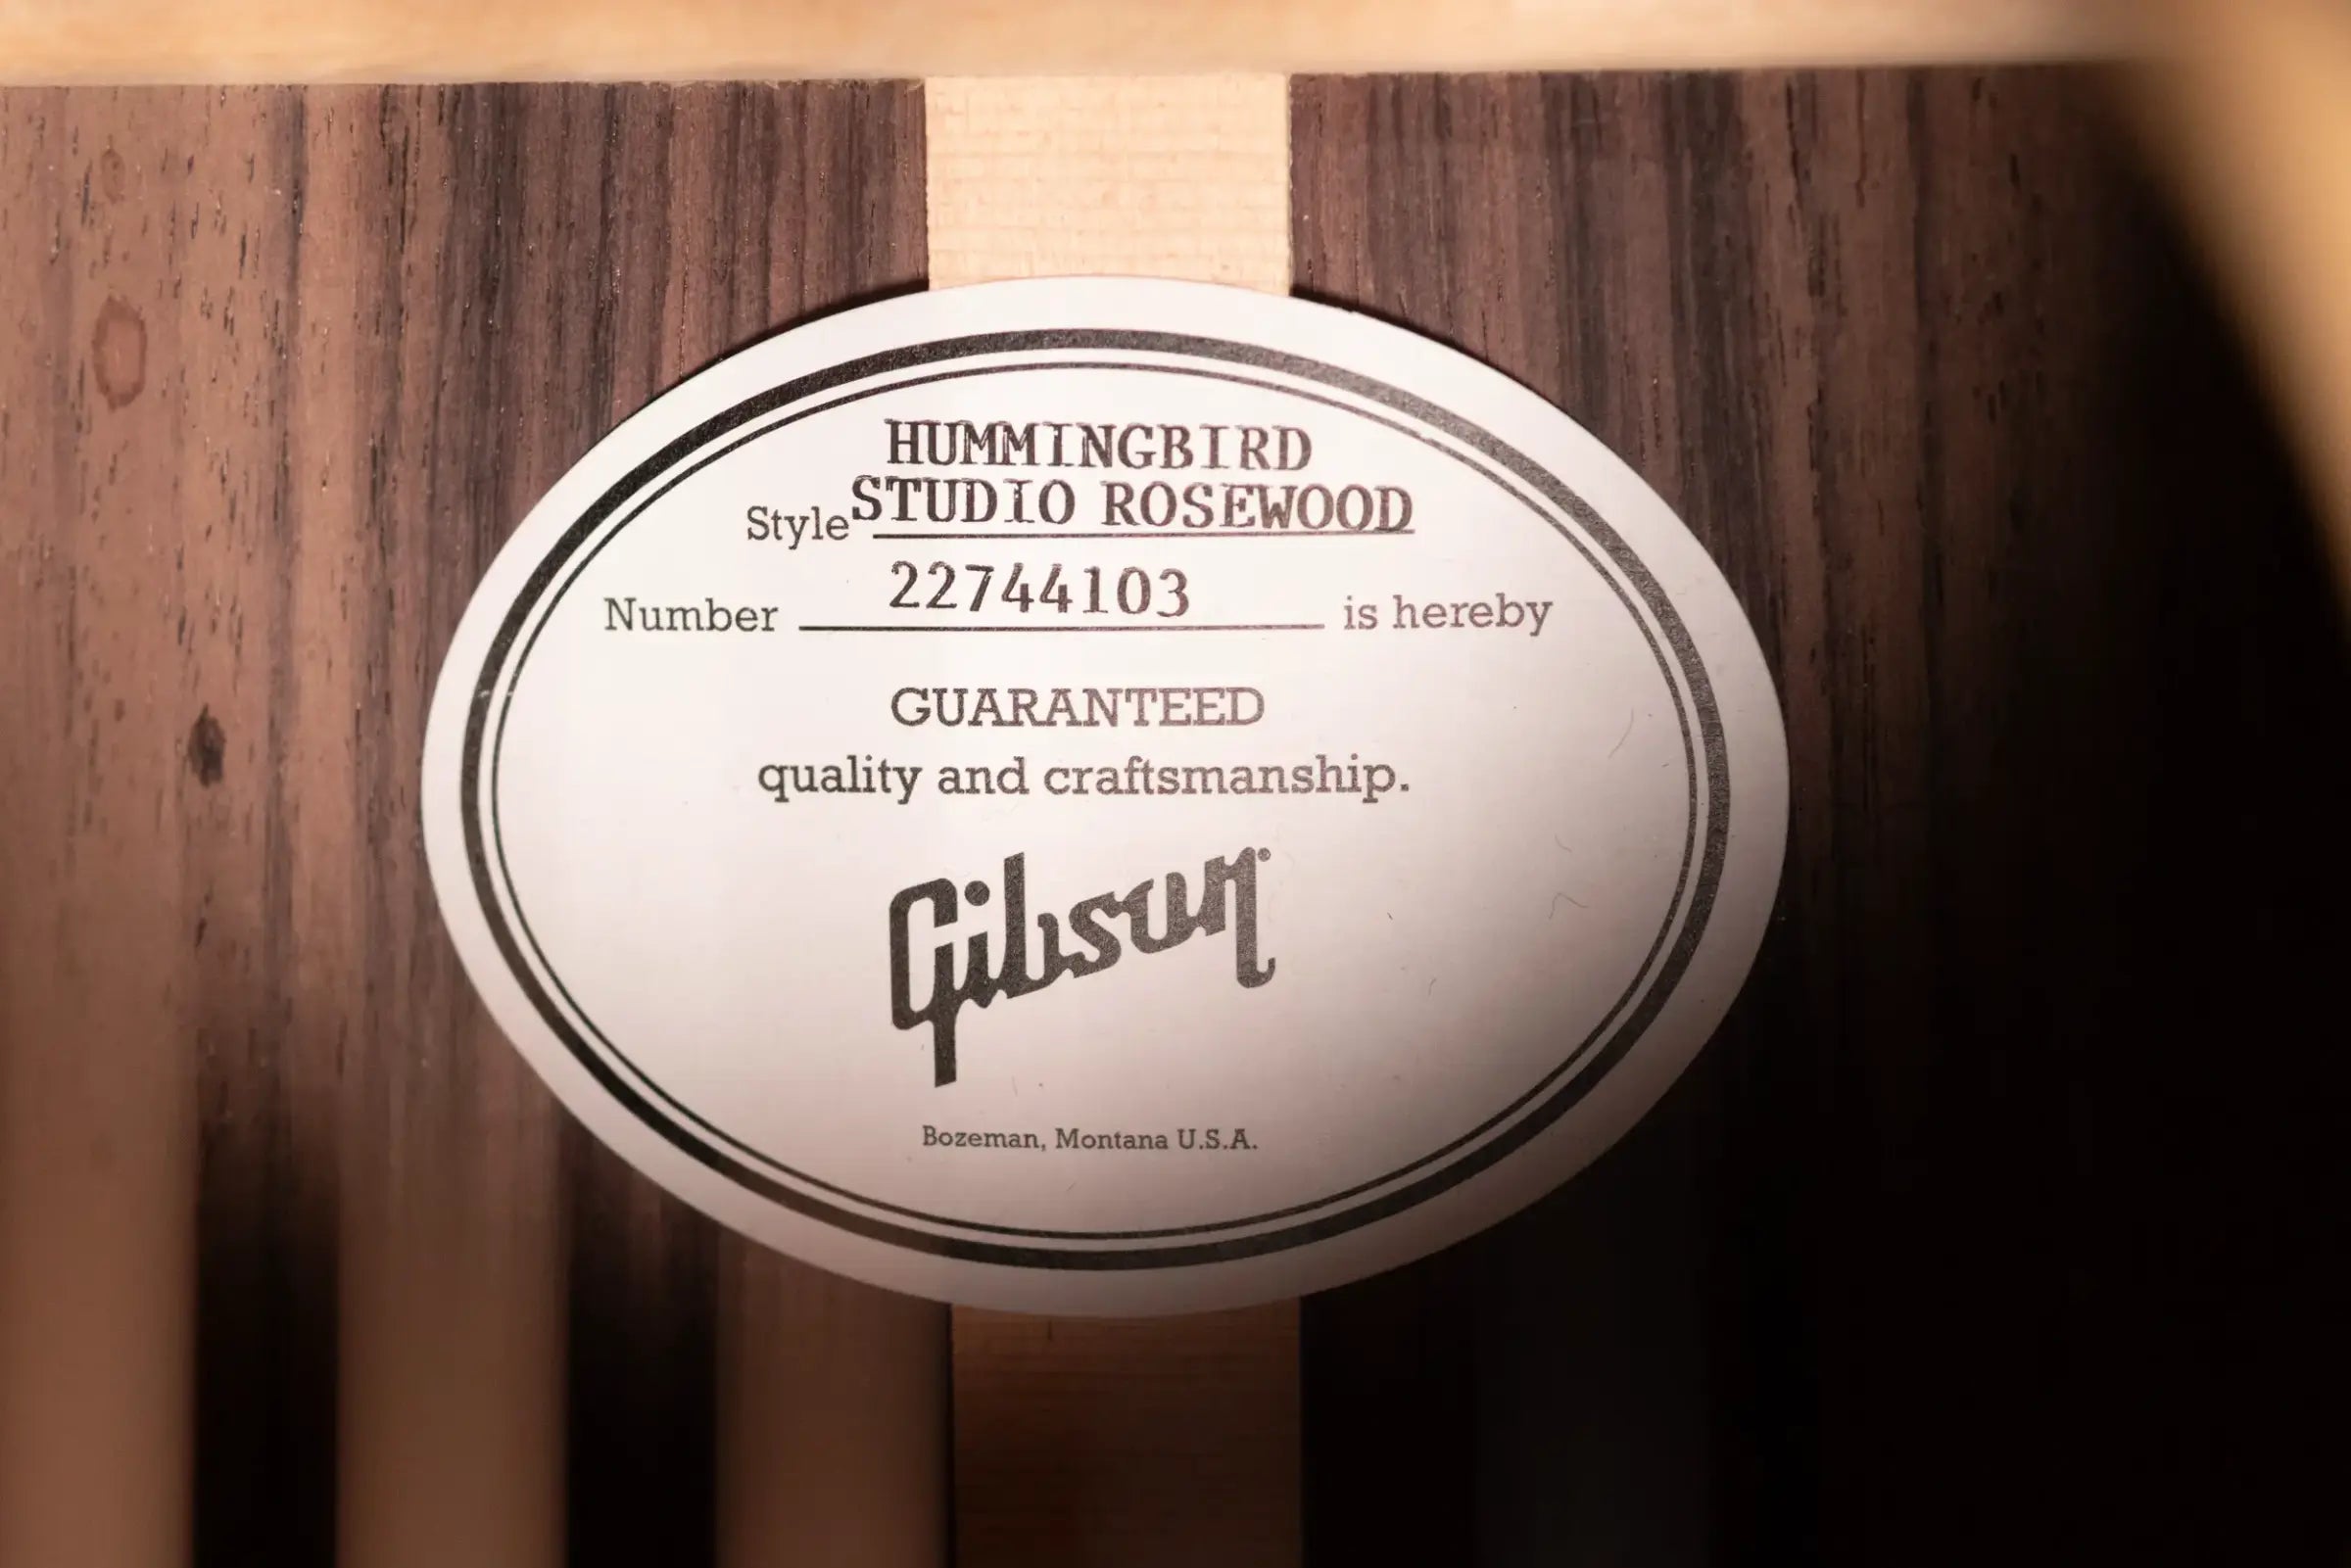 HUMMINGBIRD
Style STUDIO ROSEWOOD
Number 22744103 is hereby
GUARANTEED
quality and craftsmanship.
Gibson
Bozeman, Montana U.S.A.